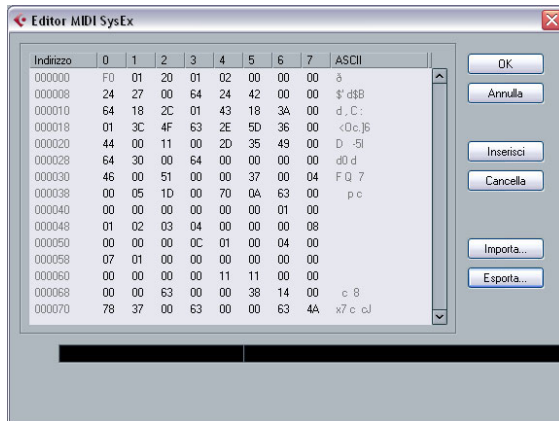 Editor MIDI SysEx
Indirizzo 0 1 2 3 4 5 6 7 ASCII
000000 F0 01 20 01 02 00 00 00 ð
000008 24 27 00 64 24 42 00 00 $' d$B
000010 64 18 2C 01 43 18 3A 00 d , C :
000018 01 3C 4F 63 2E 5D 36 00 <Oc.]6
000020 44 00 11 00 2D 35 49 00 D -5I
000028 64 30 00 64 00 00 00 00 d0 d
000030 46 00 51 00 00 37 00 04 F Q 7
000038 00 05 1D 00 70 0A 63 00 p c
000040 00 00 00 00 00 00 01 00
000048 01 02 03 04 00 00 00 08
000050 00 00 00 0C 01 00 04 00
000058 07 01 00 00 00 00 00 00
000060 00 00 00 00 11 11 00 00
000068 00 00 63 00 00 38 14 00 c 8
000070 78 37 00 63 00 00 63 4A x7 c cJ
OK
Annulla
Inserisci
Cancella
Importa...
Esporta...